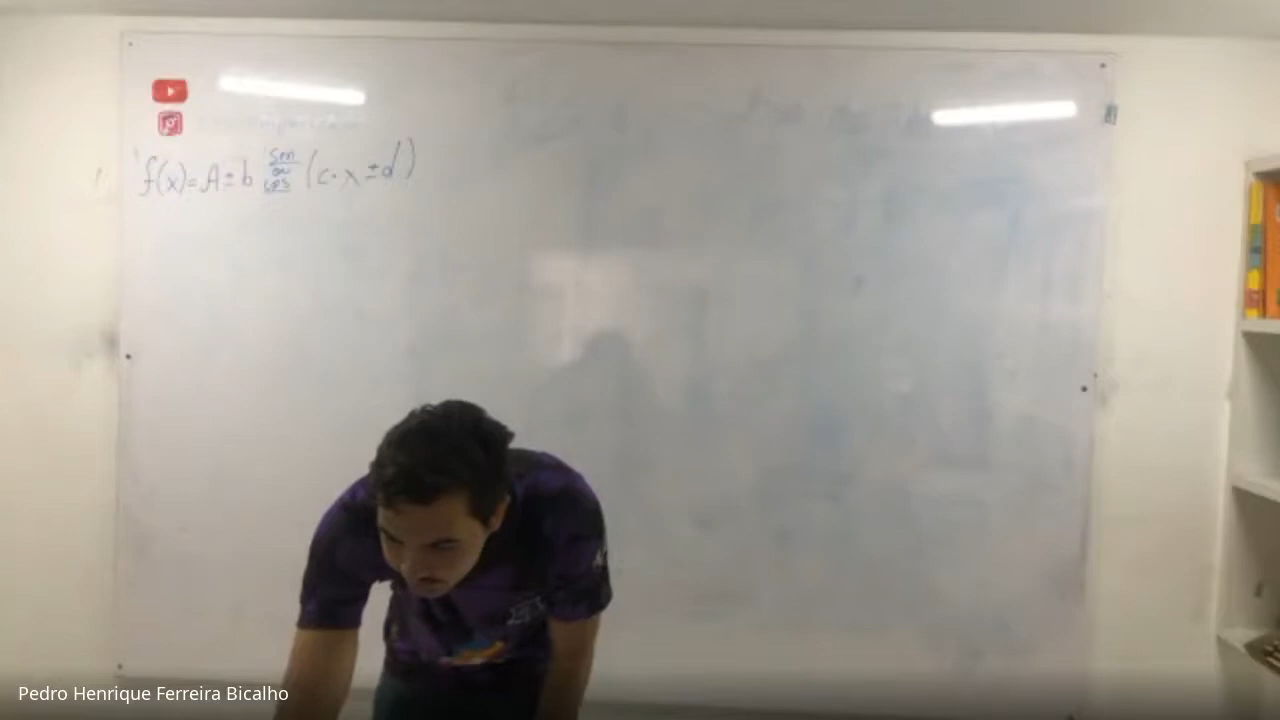 f(x)= A ± b sen ou cos (c·x ± d)
Pedro Henrique Ferreira Bicalho